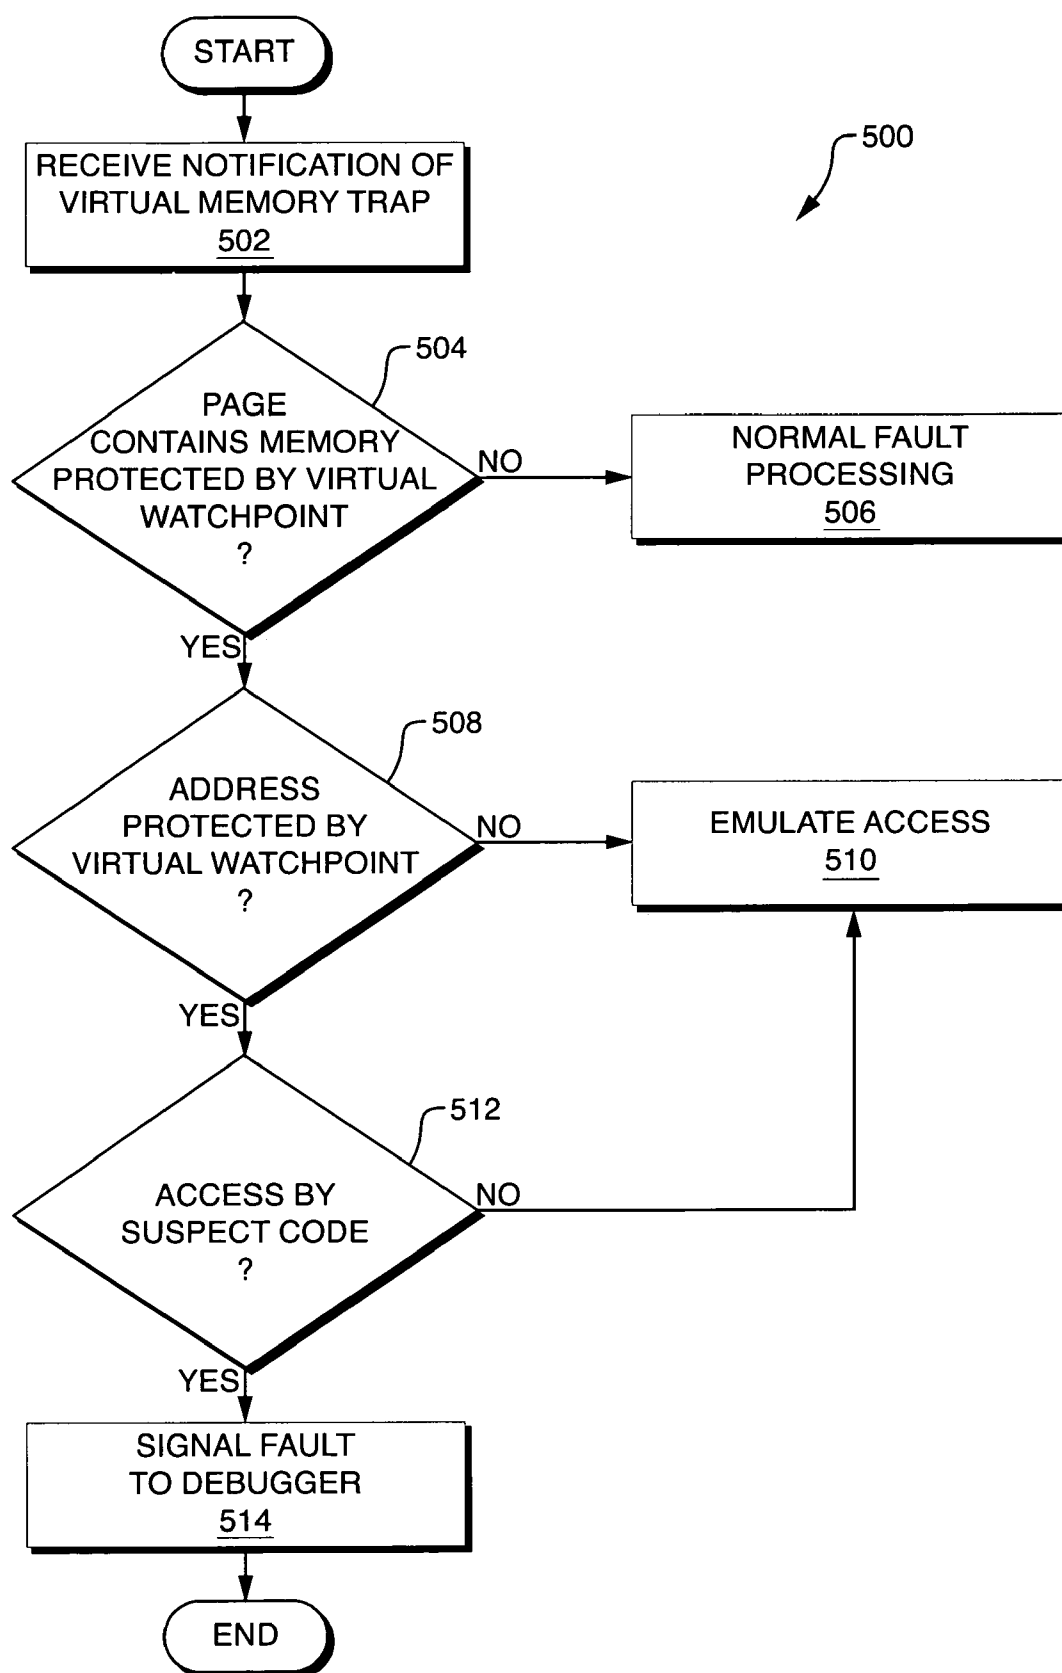 START
500
RECEIVE NOTIFICATION OF
VIRTUAL MEMORY TRAP
502
504
PAGE
CONTAINS MEMORY
PROTECTED BY VIRTUAL
WATCHPOINT
?
NO
NORMAL FAULT
PROCESSING
506
YES
508
ADDRESS
PROTECTED BY
VIRTUAL WATCHPOINT
?
NO
EMULATE ACCESS
510
YES
512
ACCESS BY
SUSPECT CODE
?
NO
YES
SIGNAL FAULT
TO DEBUGGER
514
END